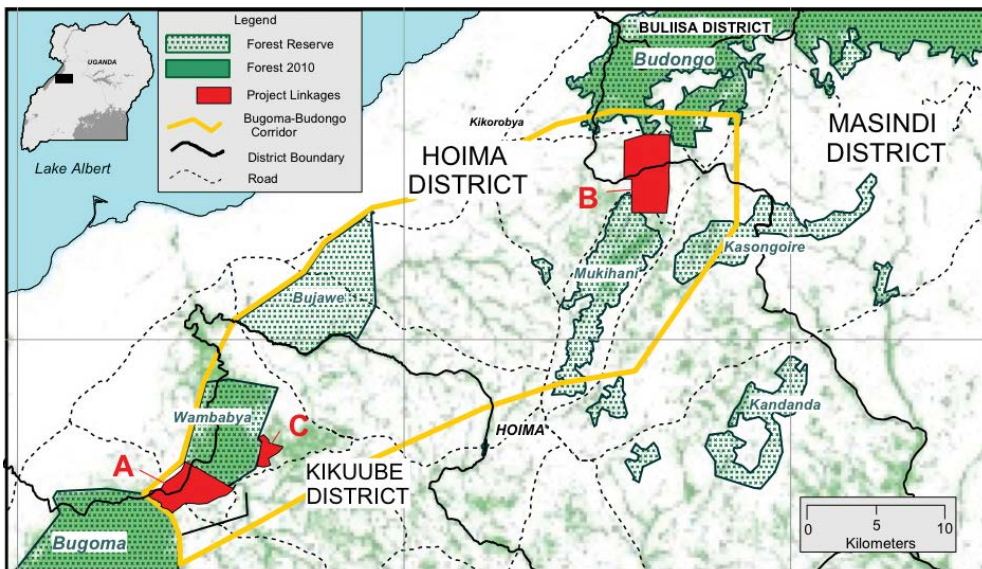 Legend
Forest Reserve
Forest 2010
Project Linkages
Bugoma-Budongo
Corridor
District Boundary
Road
UGANDA
Lake Albert
BULIISA DISTRICT
Budongo
Kikorobya
HOIMA
DISTRICT
MASINDI
DISTRICT
B
Kasongoire
Mukihani
Bujawe
Wambabya
C
A
HOIMA
Kandanda
KIKUUBE
DISTRICT
Bugoma
0 5 10
Kilometers